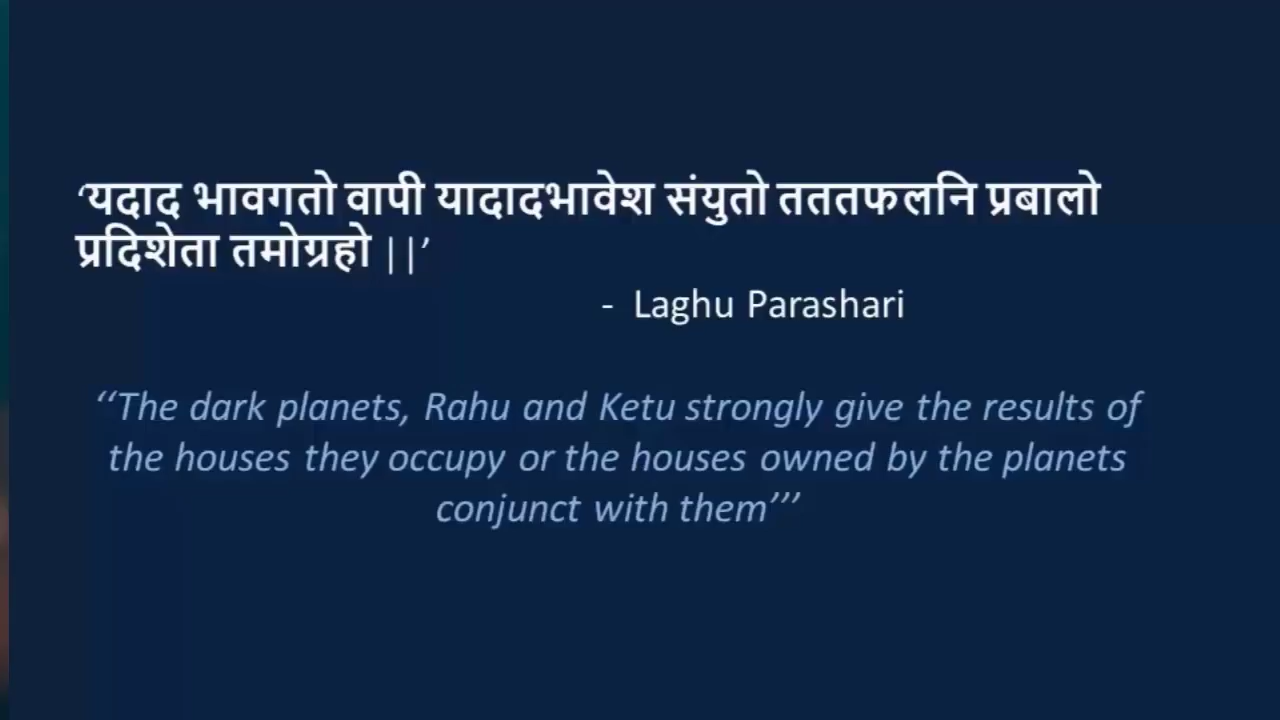 ‘यदाद भावगतो वापी यादादभावेश संयुतो तततफलनि प्रबालो
प्रदिशेता तमोग्रहो ||’
- Laghu Parashari
‘‘The dark planets, Rahu and Ketu strongly give the results of
the houses they occupy or the houses owned by the planets
conjunct with them’’’